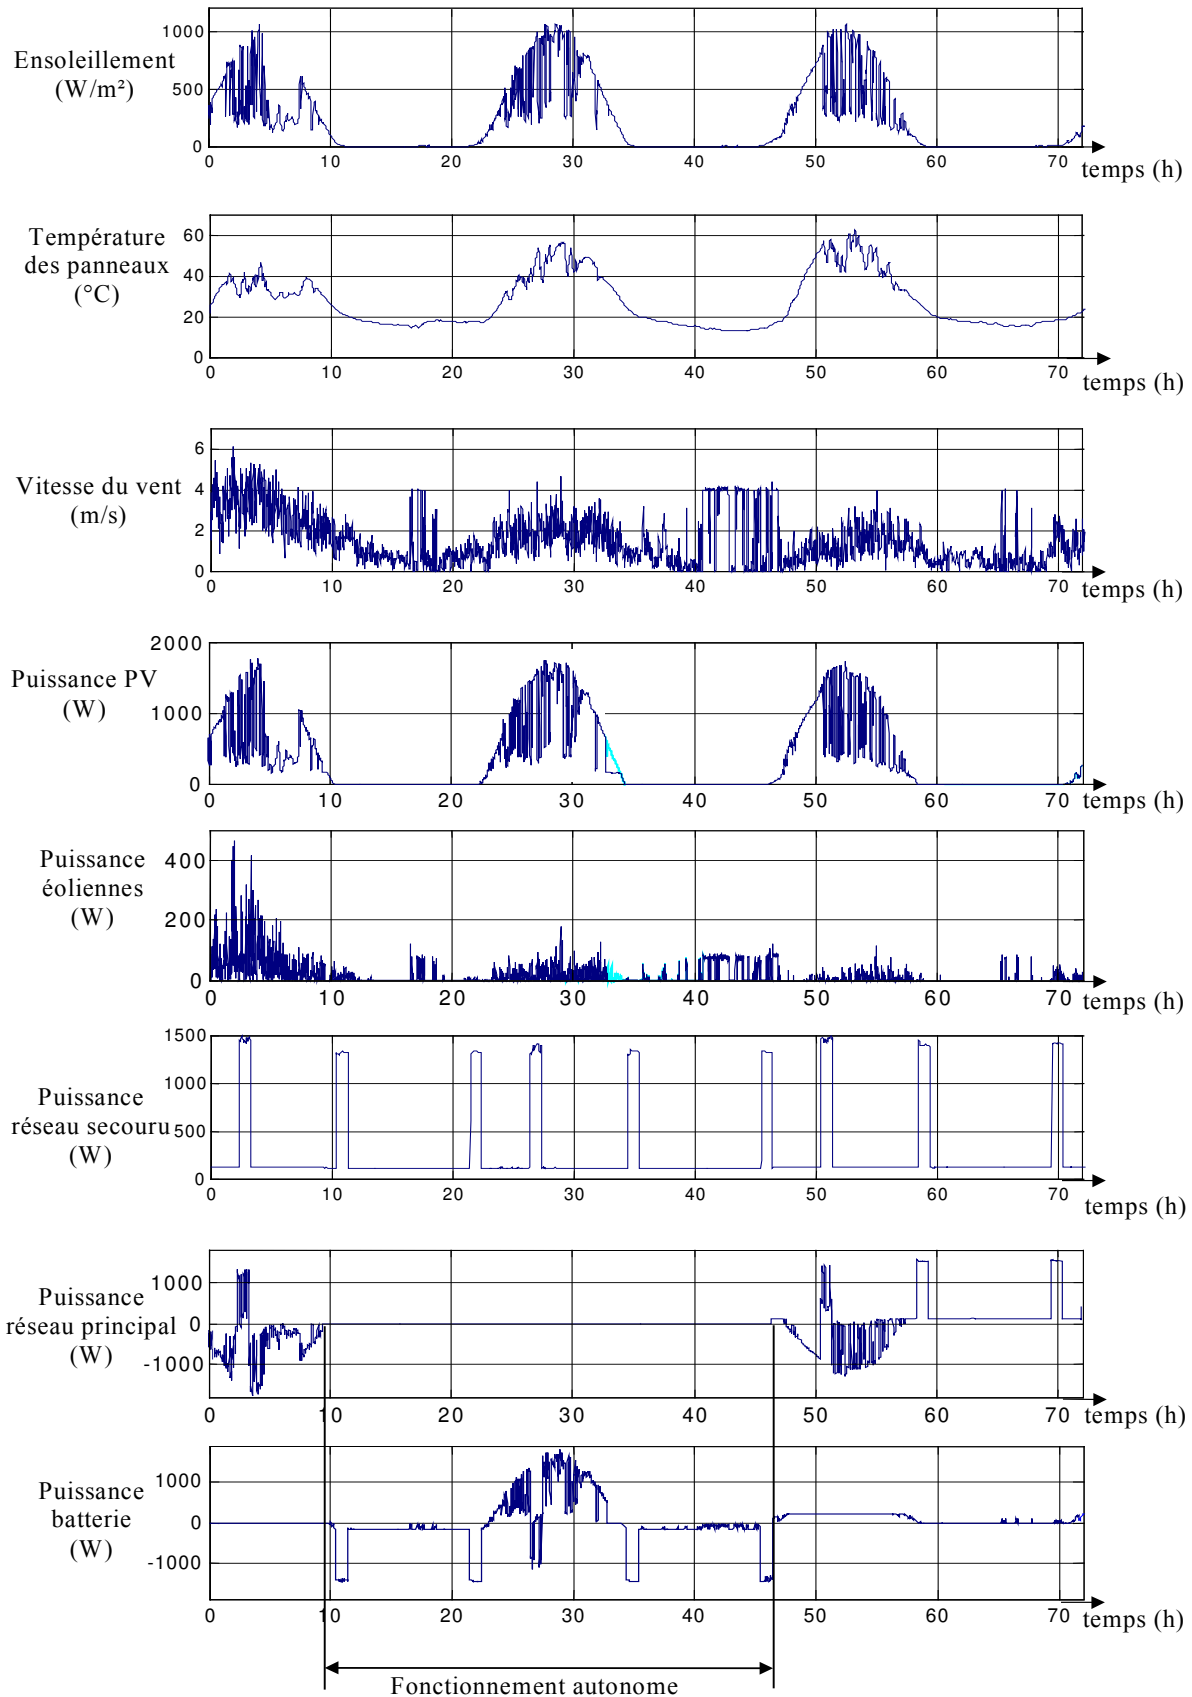 1000
Ensoleillement
(W/m²)
500
0
0 10 20 30 40 50 60 70
temps (h)
Température
des panneaux
(°C)
60
40
20
0
0 10 20 30 40 50 60 70
temps (h)
Vitesse du vent
(m/s)
6
4
2
0
0 10 20 30 40 50 60 70
temps (h)
2000
Puissance PV
(W)
1000
0
0 10 20 30 40 50 60 70
temps (h)
Puissance
éoliennes
(W)
400
200
0
0 10 20 30 40 50 60 70
temps (h)
1500
1000
Puissance
réseau secouru
(W)
500
0
0 10 20 30 40 50 60 70
temps (h)
Puissance
réseau principal
(W)
1000
0
-1000
0 10 20 30 40 50 60 70
temps (h)
Puissance
batterie
(W)
1000
0
-1000
0 10 20 30 40 50 60 70
temps (h)
Fonctionnement autonome